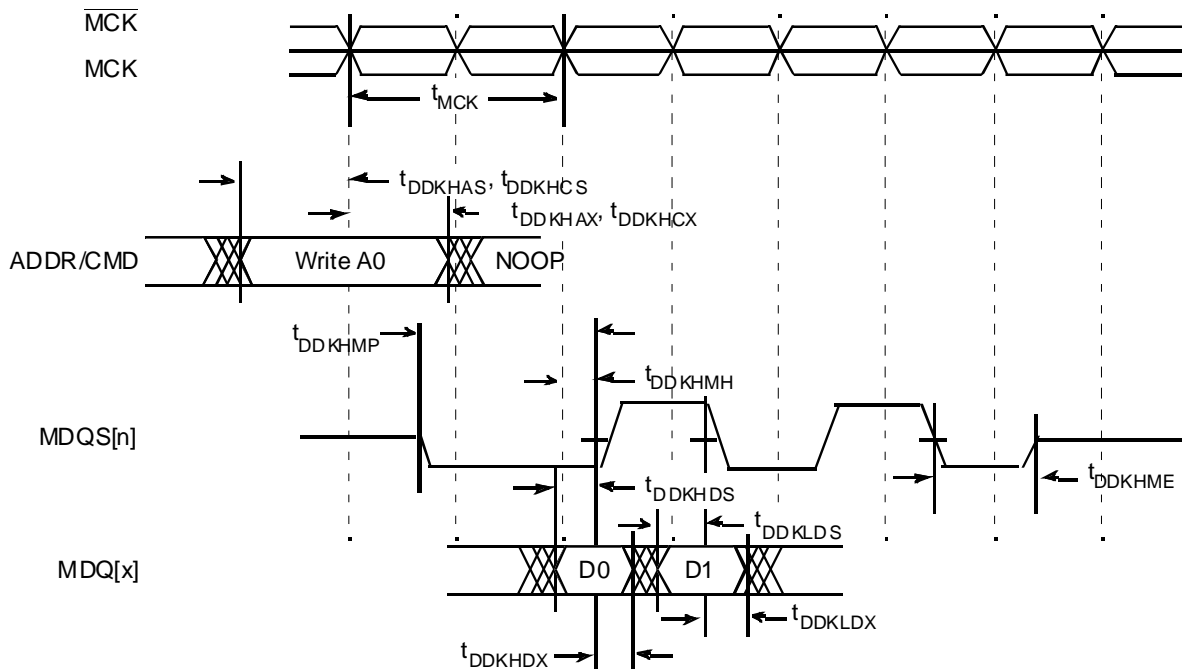 MCK
MCK
tMCK
tDDKHAS, tDDKHCS
tDDKHAX, tDDKHCX
ADDR/CMD
Write A0
NOOP
tDDKHMP
tDDKHMH
MDQS[n]
tDDKHDS
tDDKHME
tDDKLDS
MDQ[x]
D0
D1
tDDKLDX
tDDKHDX